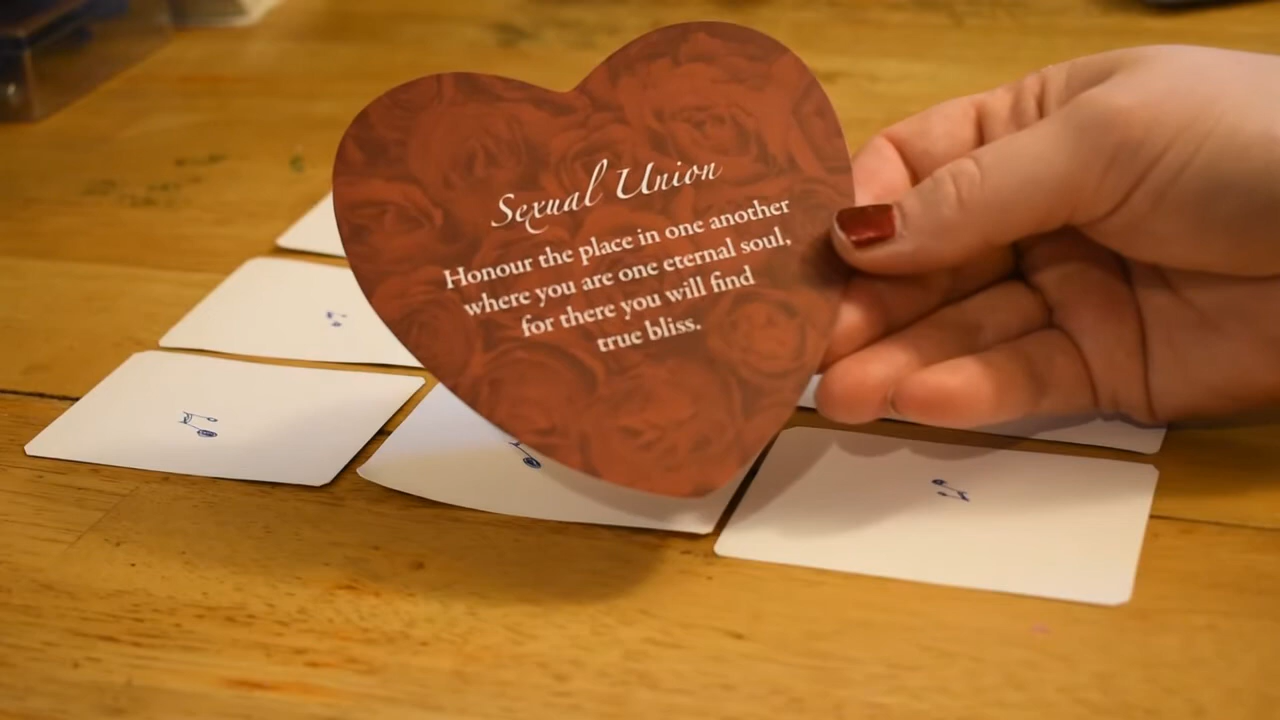 Sexual Union
Honour the place in one another
where you are one eternal soul,
for there you will find
true bliss.